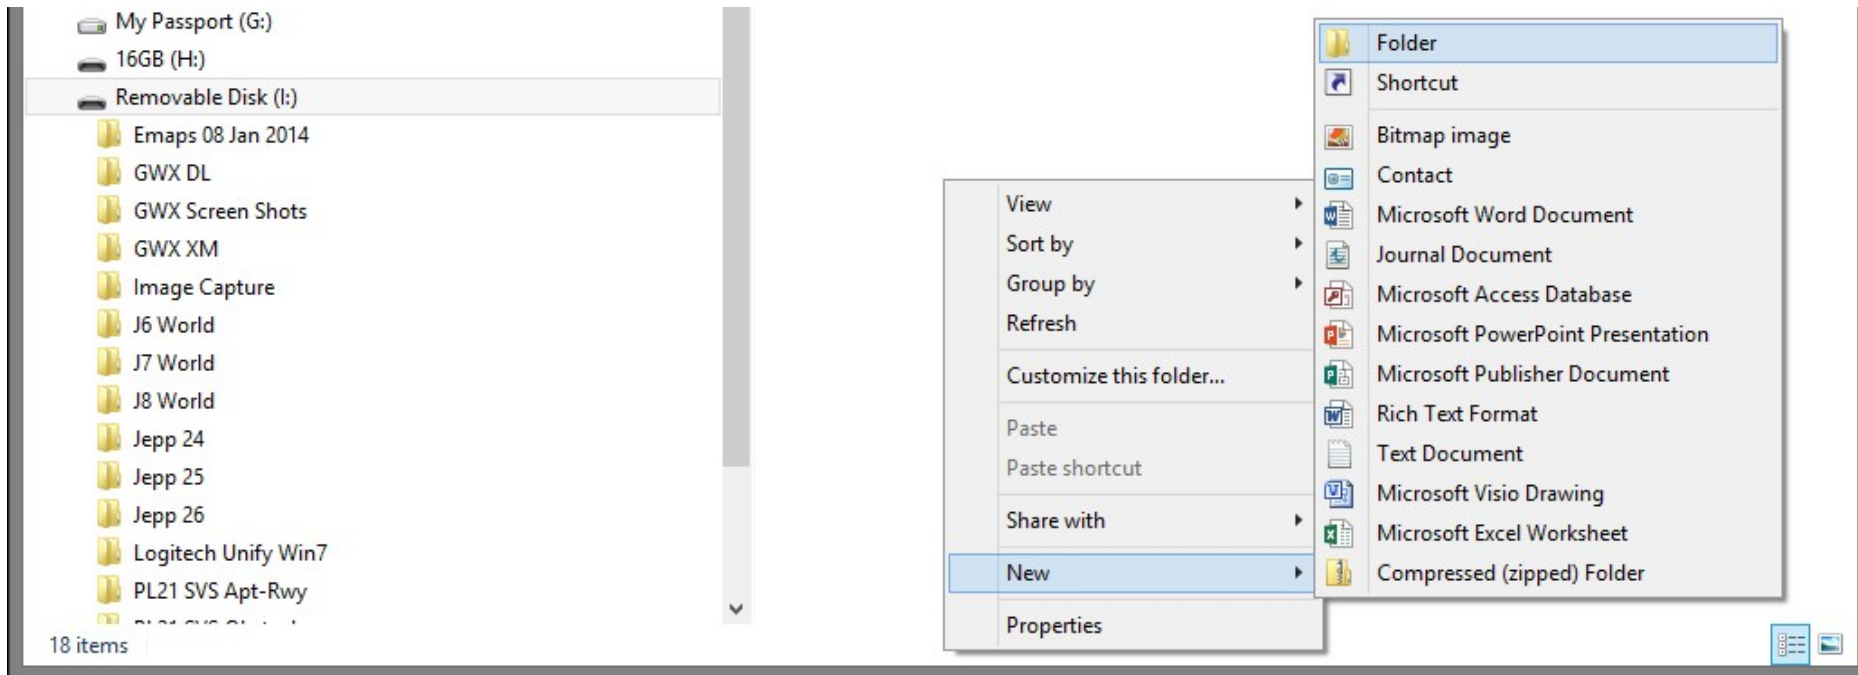 My Passport (G:)
16GB (H:)
Removable Disk (I:)
Emaps 08 Jan 2014
GWX DL
GWX Screen Shots
GWX XM
Image Capture
J6 World
J7 World
J8 World
Jepp 24
Jepp 25
Jepp 26
Logitech Unify Win7
PL21 SVS Apt-Rwy
18 items
View
Sort by
Group by
Refresh
Customize this folder...
Paste
Paste shortcut
Share with
New
Properties
Folder
Shortcut
Bitmap image
Contact
Microsoft Word Document
Journal Document
Microsoft Access Database
Microsoft PowerPoint Presentation
Microsoft Publisher Document
Rich Text Format
Text Document
Microsoft Visio Drawing
Microsoft Excel Worksheet
Compressed (zipped) Folder